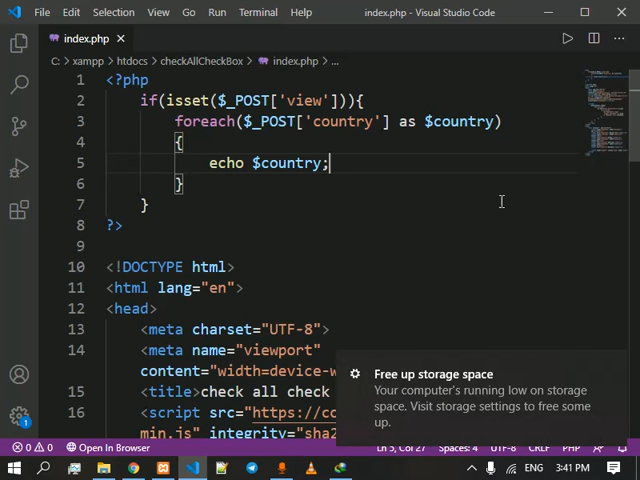 File Edit Selection View Go Run Terminal Help index.php - Visual Studio Code
index.php
C: > xampp > htdocs > checkAllCheckBox > index.php > ...
1 <?php
2 if(isset($_POST['view'])){
3 foreach($_POST['country'] as $country)
4 {
5 echo $country;
6 }
7 }
8 ?>
9
10 <!DOCTYPE html>
11 <html lang="en">
12 <head>
13 <meta charset="UTF-8">
14 <meta name="viewport"
content="width=device-w
15 <title>check all check
16 <script src="https://co
min.js" integrity="sha2
Free up storage space
Your computer's running low on storage
space. Visit storage settings to free some
up.
1
0 0 Open In Browser Ln 5, Col 27 Spaces: 4 UTF-8 CRLF PHP
ENG 3:41 PM